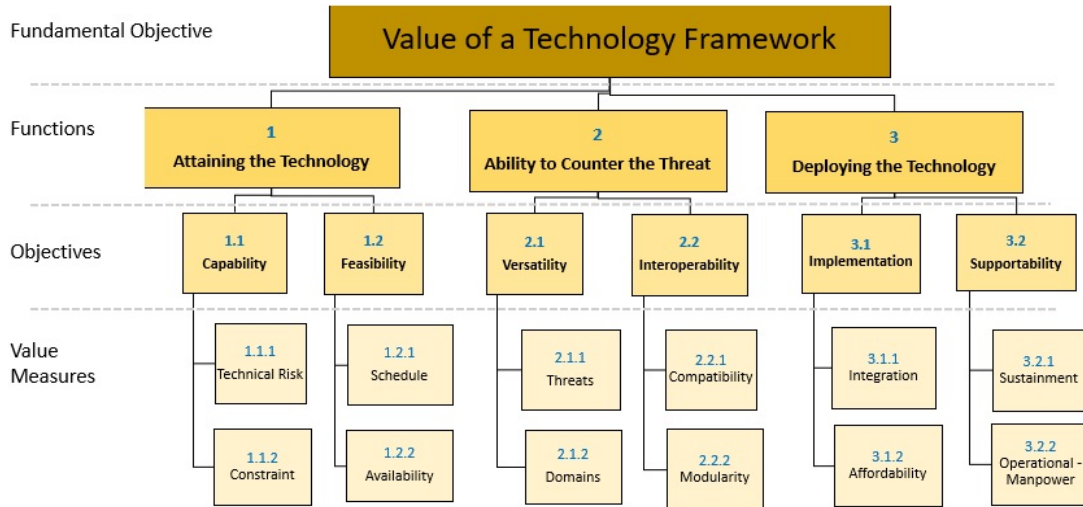 Fundamental Objective
Value of a Technology Framework
Functions
1
Attaining the Technology
2
Ability to Counter the Threat
3
Deploying the Technology
Objectives
1.1
Capability
1.2
Feasibility
2.1
Versatility
2.2
Interoperability
3.1
Implementation
3.2
Supportability
Value
Measures
1.1.1
Technical Risk
1.2.1
Schedule
2.1.1
Threats
2.2.1
Compatibility
3.1.1
Integration
3.2.1
Sustainment
1.1.2
Constraint
1.2.2
Availability
2.1.2
Domains
2.2.2
Modularity
3.1.2
Affordability
3.2.2
Operational -
Manpower